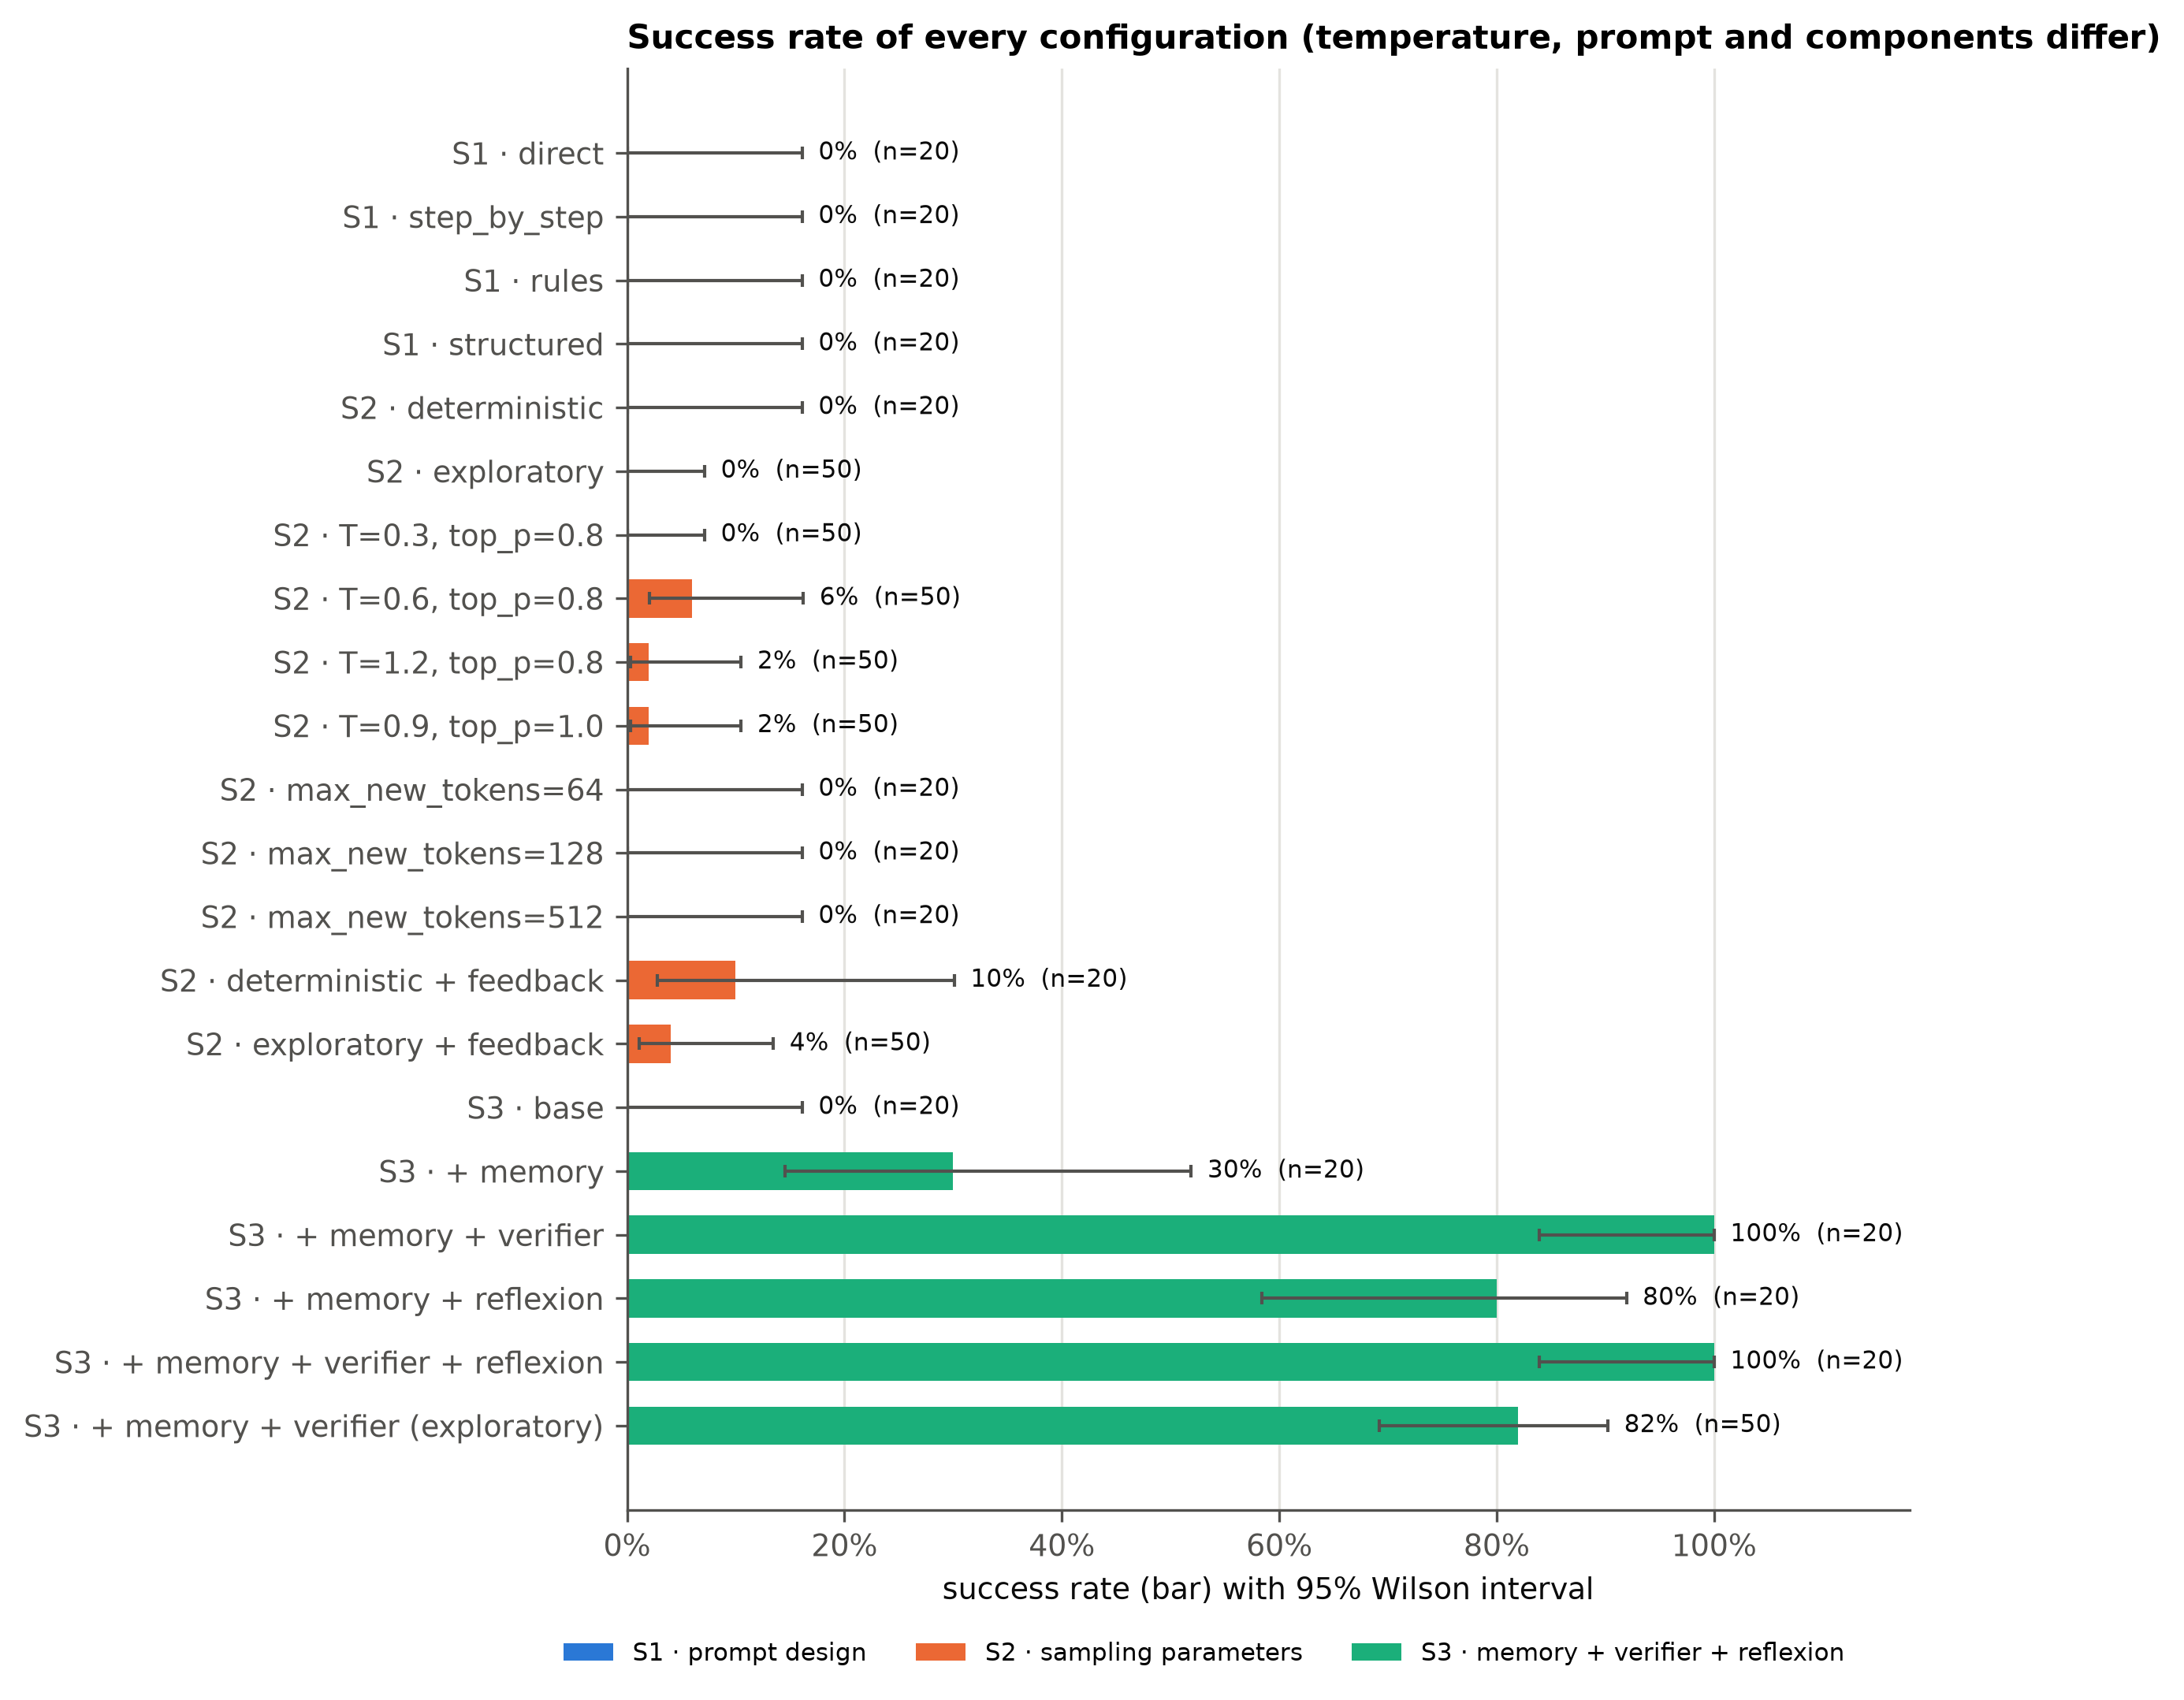 Success rate of every configuration (temperature, prompt and components differ)
S1 · direct 0% (n=20)
S1 · step_by_step 0% (n=20)
S1 · rules 0% (n=20)
S1 · structured 0% (n=20)
S2 · deterministic 0% (n=20)
S2 · exploratory 0% (n=50)
S2 · T=0.3, top_p=0.8 0% (n=50)
S2 · T=0.6, top_p=0.8 6% (n=50)
S2 · T=1.2, top_p=0.8 2% (n=50)
S2 · T=0.9, top_p=1.0 2% (n=50)
S2 · max_new_tokens=64 0% (n=20)
S2 · max_new_tokens=128 0% (n=20)
S2 · max_new_tokens=512 0% (n=20)
S2 · deterministic + feedback 10% (n=20)
S2 · exploratory + feedback 4% (n=50)
S3 · base 0% (n=20)
S3 · + memory 30% (n=20)
S3 · + memory + verifier 100% (n=20)
S3 · + memory + reflexion 80% (n=20)
S3 · + memory + verifier + reflexion 100% (n=20)
S3 · + memory + verifier (exploratory) 82% (n=50)
0% 20% 40% 60% 80% 100%
success rate (bar) with 95% Wilson interval
S1 · prompt design S2 · sampling parameters S3 · memory + verifier + reflexion